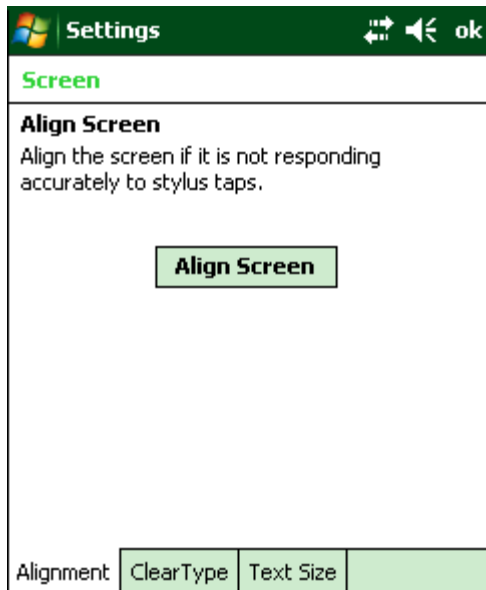 Settings ok
Screen
Align Screen
Align the screen if it is not responding
accurately to stylus taps.
Align Screen
Alignment ClearType Text Size